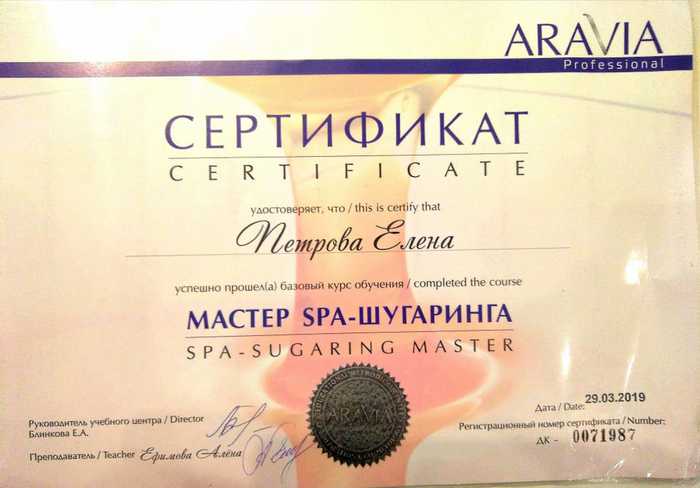 ARAVIA
Professional
СЕРТИФИКАТ
CERTIFICATE
удостоверяет, что / this is certify that
Петрова Елена
успешно прошел(а) базовый курс обучения / completed the course
МАСТЕР SPA-ШУГАРИНГА
SPA-SUGARING MASTER
Руководитель учебного центра / Director
Блинкова Е.А.
Преподаватель / Teacher Ефимова Алёна
ARAVIA
Дата / Date: 29.03.2019
Регистрационный номер сертификата / Number:
ДК - 0071987